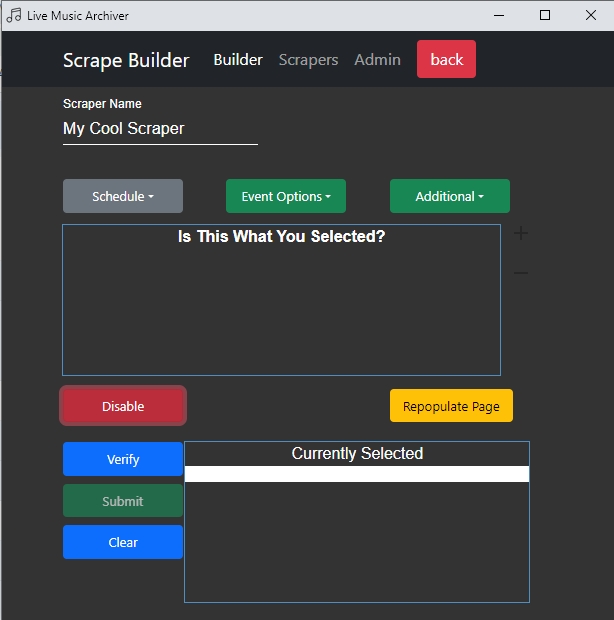 Live Music Archiver
Scrape Builder Builder Scrapers Admin back
Scraper Name
My Cool Scraper
Schedule Event Options Additional
Is This What You Selected?
+
−
Disable Repopulate Page
Verify
Currently Selected
Submit
Clear